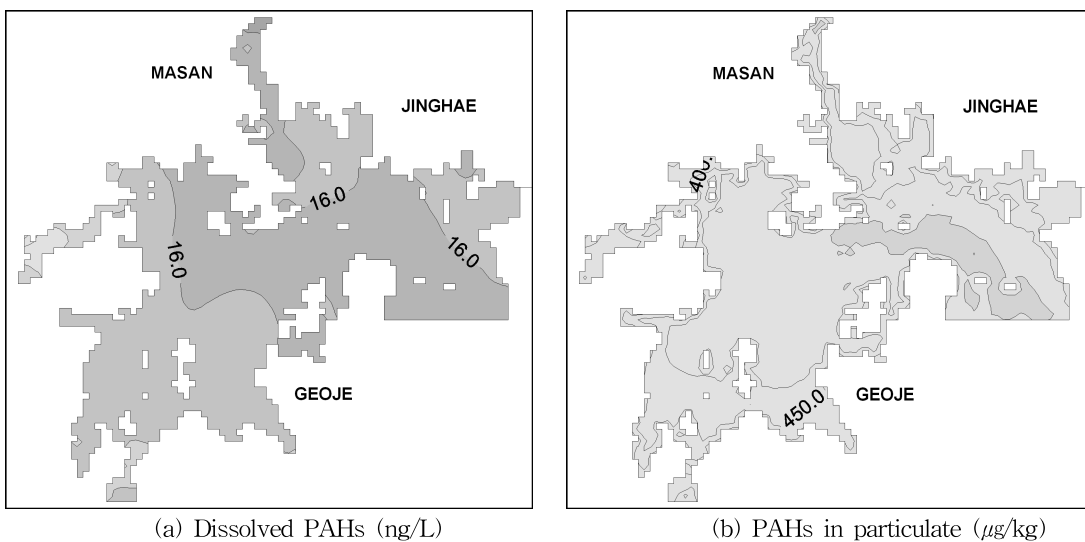 MASAN
JINGHAE
16.0
16.0
16.0
GEOJE
MASAN
JINGHAE
450.0
GEOJE
(a) Dissolved PAHs (ng/L)
(b) PAHs in particulate (μg/kg)